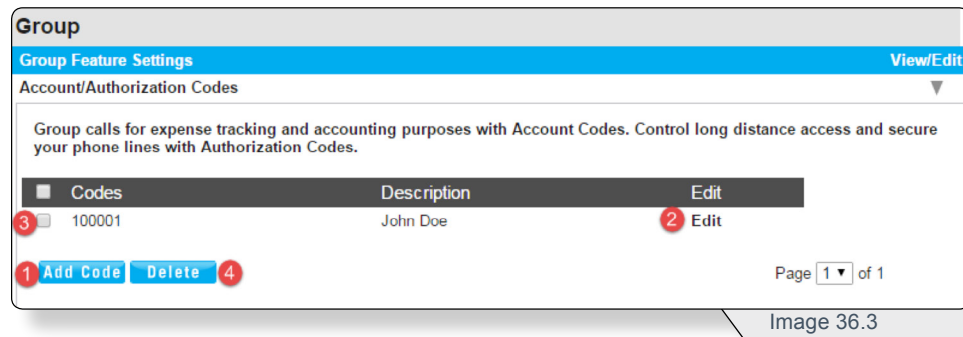 Group
Group Feature Settings View/Edit
Account/Authorization Codes
Group calls for expense tracking and accounting purposes with Account Codes. Control long distance access and secure
your phone lines with Authorization Codes.
Codes Description Edit
3 100001 John Doe 2 Edit
1 Add Code Delete 4 Page 1 of 1
Image 36.3